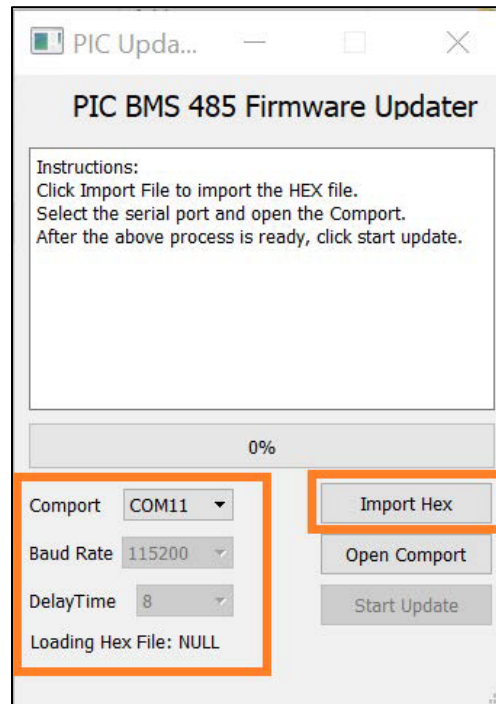 PIC Upda...
PIC BMS 485 Firmware Updater
Instructions:
Click Import File to import the HEX file.
Select the serial port and open the Comport.
After the above process is ready, click start update.
0%
Comport COM11
Import Hex
Baud Rate 115200
Open Comport
DelayTime 8
Start Update
Loading Hex File: NULL